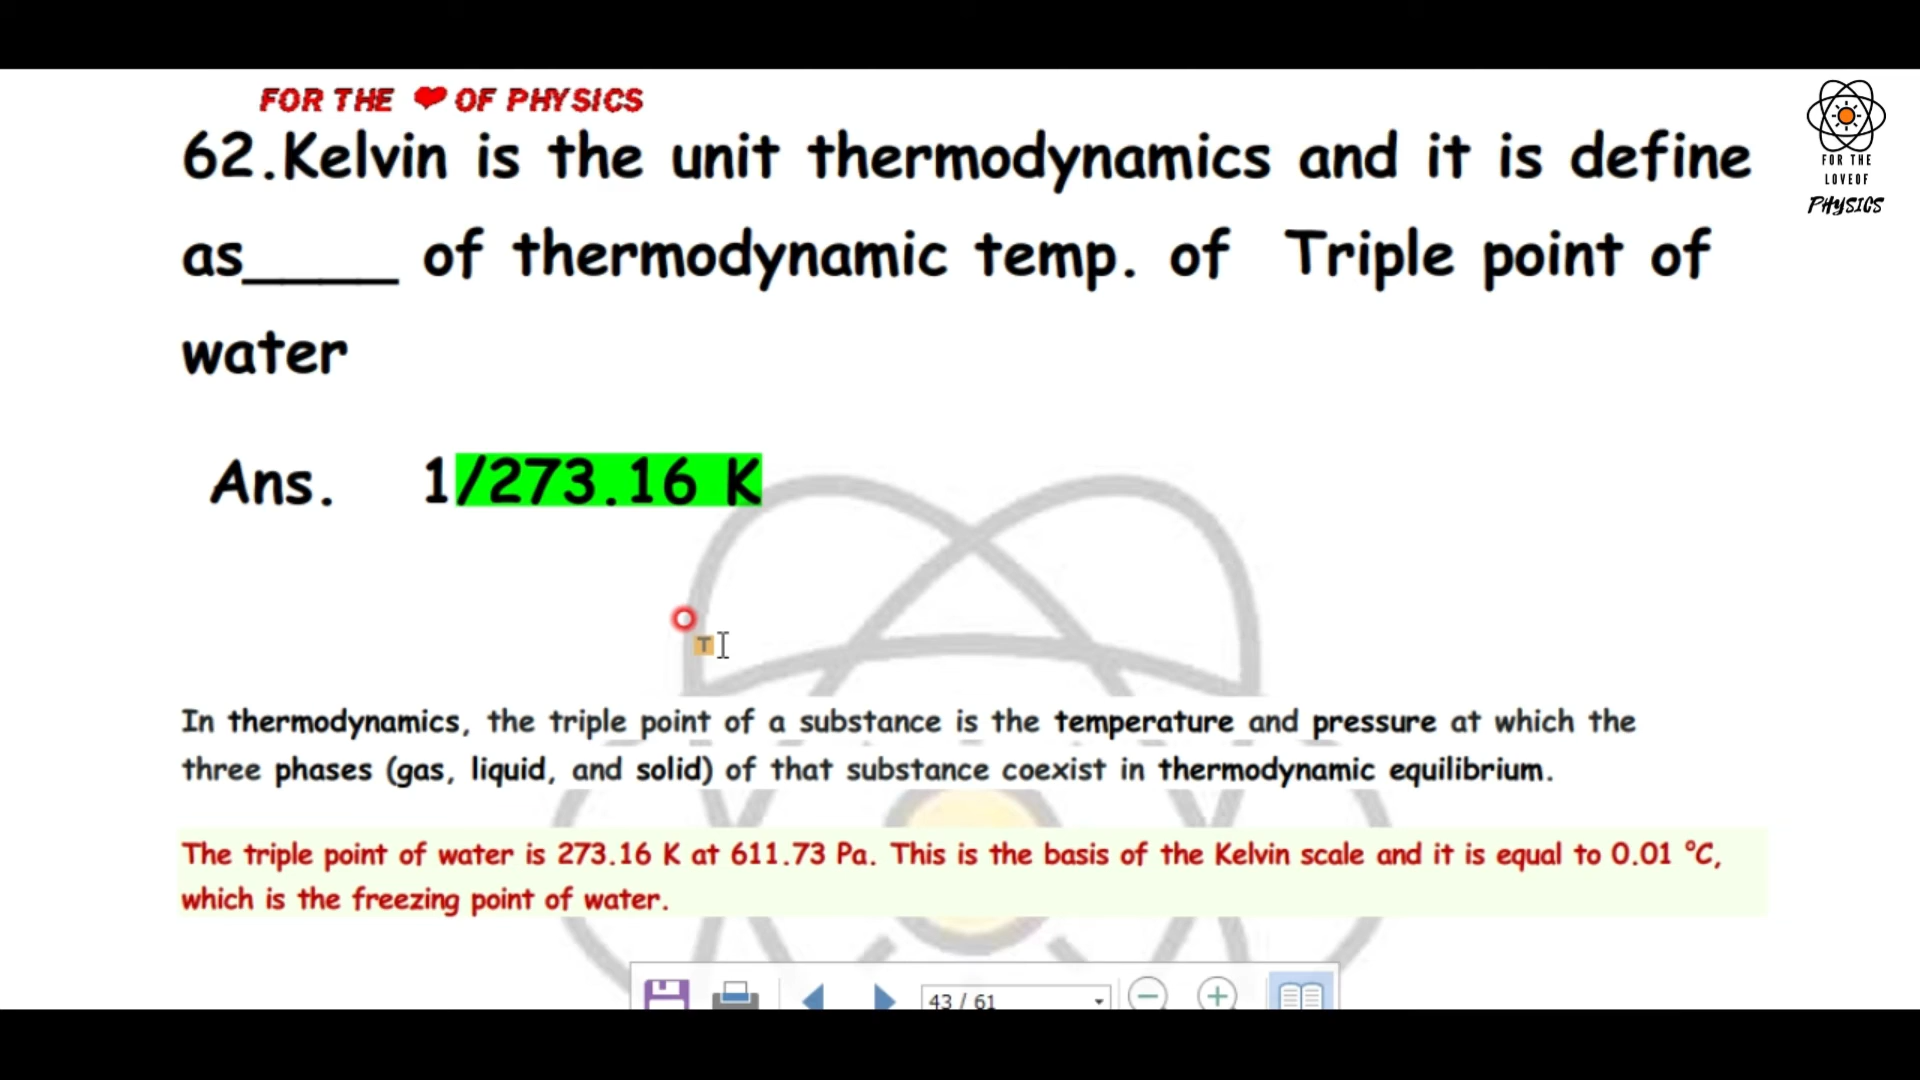 FOR THE ❤ OF PHYSICS
62.Kelvin is the unit thermodynamics and it is define
as____ of thermodynamic temp. of Triple point of
water
Ans. 1/273.16 K
In thermodynamics, the triple point of a substance is the temperature and pressure at which the
three phases (gas, liquid, and solid) of that substance coexist in thermodynamic equilibrium.
The triple point of water is 273.16 K at 611.73 Pa. This is the basis of the Kelvin scale and it is equal to 0.01 °C,
which is the freezing point of water.
43 / 61
FOR THE
LOVEOF
PHYSICS
T